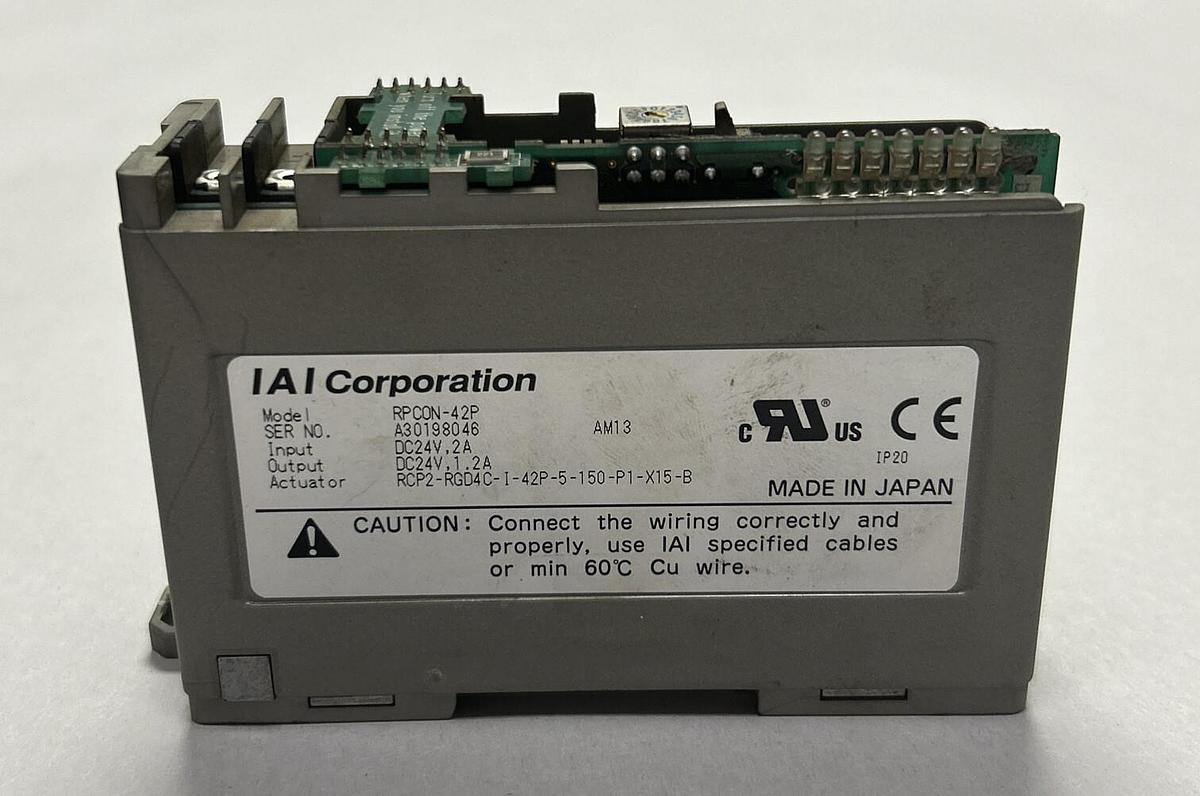 IAI Corporation
Model RPCON-42P
SER NO. A30198046 AM13
Input DC24V,2A
Output DC24V,1.2A
Actuator RCP2-RGD4C-I-42P-5-150-P1-X15-B
c RU ® US CE
IP20
MADE IN JAPAN
CAUTION: Connect the wiring correctly and
properly, use IAI specified cables
or min 60℃ Cu wire.